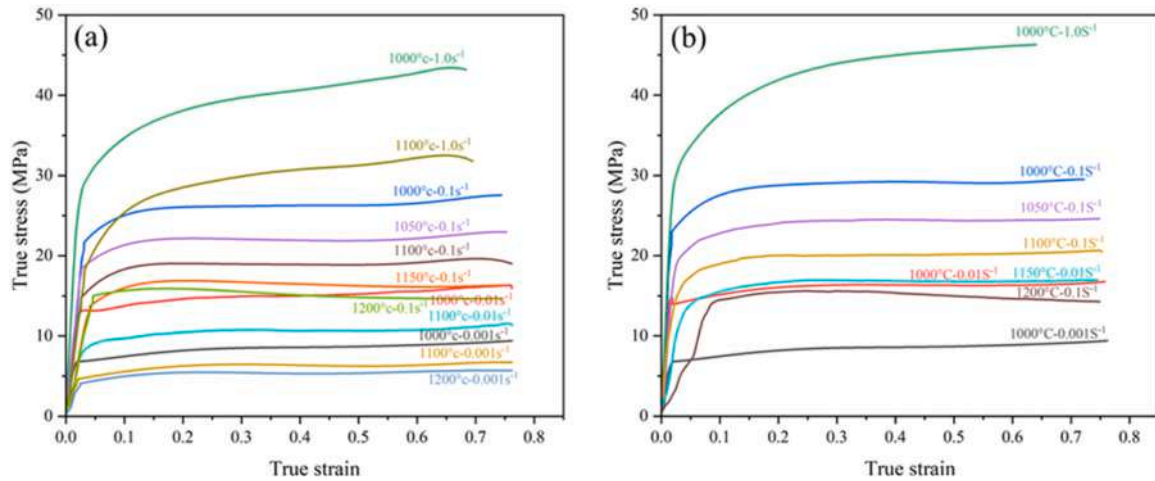 (a)
50
40
30
20
10
0
True stress (MPa)
1000°c-1.0s-1
1100°c-1.0s-1
1000°c-0.1s-1
1050°c-0.1s-1
1100°c-0.1s-1
1150°c-0.1s-1
1000°c-0.01s-1
1200°c-0.1s-1
1100°c-0.01s-1
1000°c-0.001s-1
1100°c-0.001s-1
1200°c-0.001s-1
0.0 0.1 0.2 0.3 0.4 0.5 0.6 0.7 0.8
True strain
(b)
50
40
30
20
10
0
True stress (MPa)
1000°C-1.0S-1
1000°C-0.1S-1
1050°C-0.1S-1
1100°C-0.1S-1
1000°C-0.01S-1
1150°C-0.01S-1
1200°C-0.1S-1
1000°C-0.001S-1
0.0 0.1 0.2 0.3 0.4 0.5 0.6 0.7 0.8
True strain